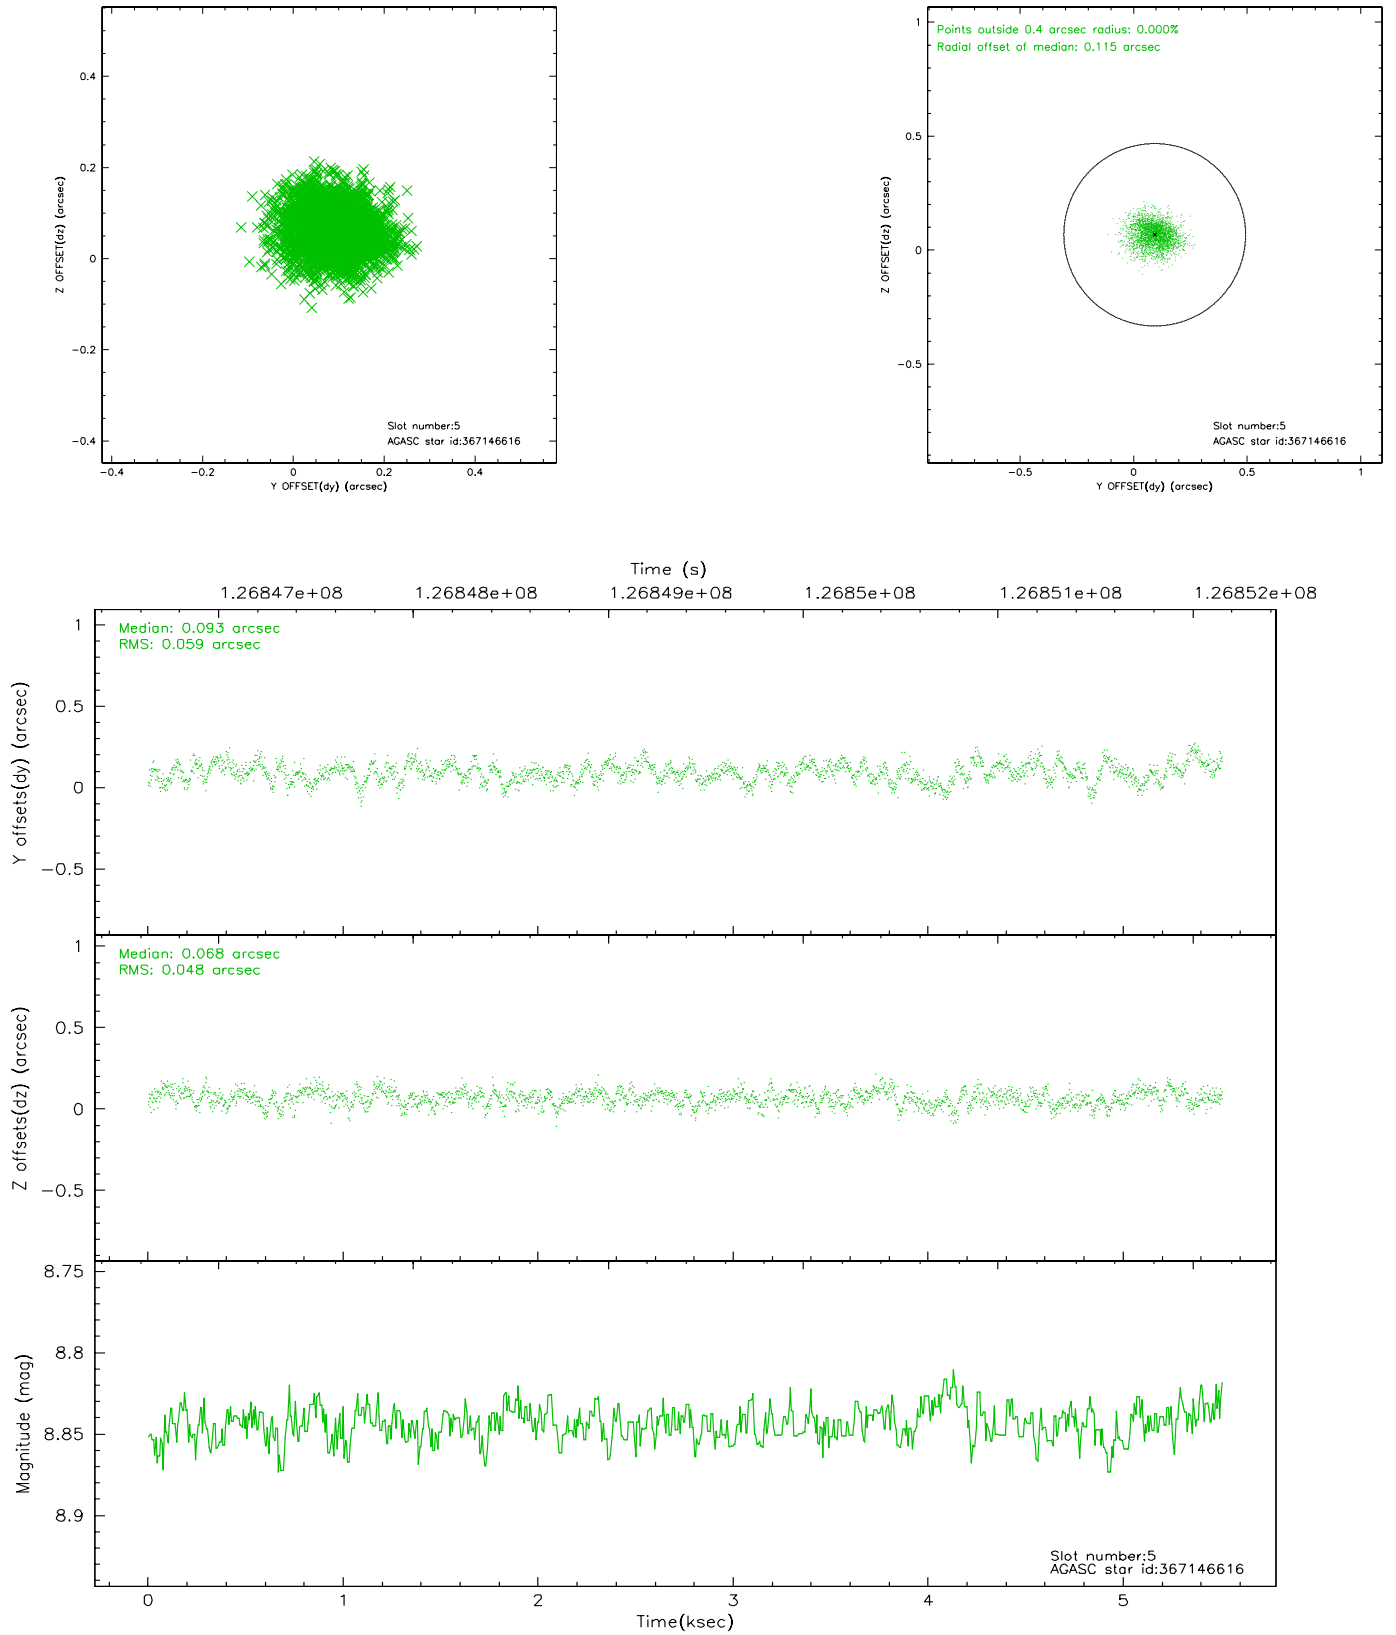 0.4
0.2
0
-0.2
-0.4
Z OFFSET(dz) (arcsec)
Slot number:5
AGASC star id:367146616
-0.4 -0.2 0 0.2 0.4
Y OFFSET(dy) (arcsec)
Points outside 0.4 arcsec radius: 0.000%
Radial offset of median: 0.115 arcsec
1
0.5
0
-0.5
Z OFFSET(dz) (arcsec)
Slot number:5
AGASC star id:367146616
-0.5 0 0.5 1
Y OFFSET(dy) (arcsec)
Time (s)
1.26847e+08 1.26848e+08 1.26849e+08 1.2685e+08 1.26851e+08 1.26852e+08
Median: 0.093 arcsec
RMS: 0.059 arcsec
1
0.5
0
-0.5
Y offsets(dy) (arcsec)
Median: 0.068 arcsec
RMS: 0.048 arcsec
1
0.5
0
-0.5
Z offsets(dz) (arcsec)
8.75
8.8
8.85
8.9
Magnitude (mag)
Slot number:5
AGASC star id:367146616
0 1 2 3 4 5
Time(ksec)